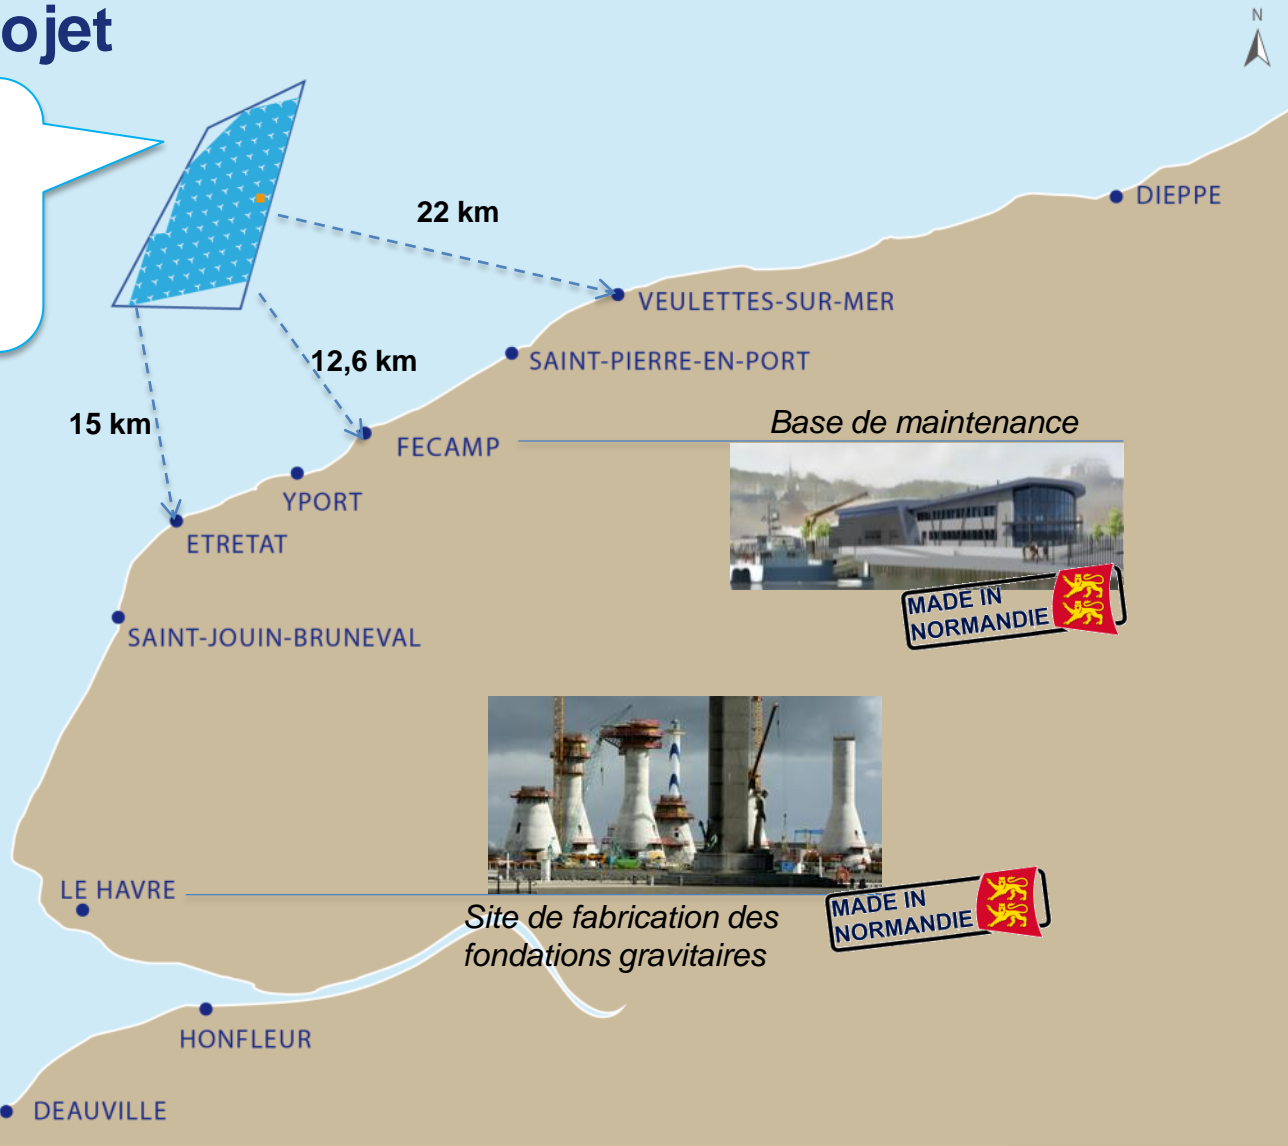 ojet
N
DIEPPE
22 km
VEULETTES-SUR-MER
12,6 km
SAINT-PIERRE-EN-PORT
15 km
Base de maintenance
FECAMP
YPORT
ETRETAT
MADE IN
NORMANDIE
SAINT-JOUIN-BRUNEVAL
LE HAVRE
MADE IN
NORMANDIE
Site de fabrication des
fondations gravitaires
HONFLEUR
DEAUVILLE